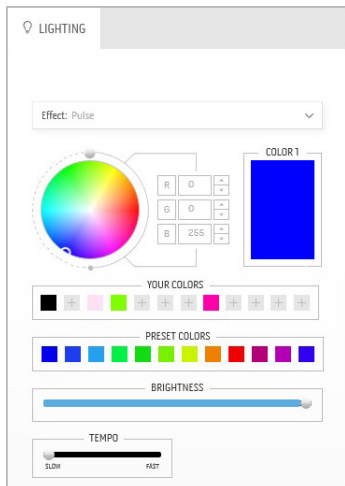 LIGHTING
Effect: Pulse
COLOR 1
R 0
G 0
B 255
YOUR COLORS
PRESET COLORS
BRIGHTNESS
TEMPO
SLOW FAST